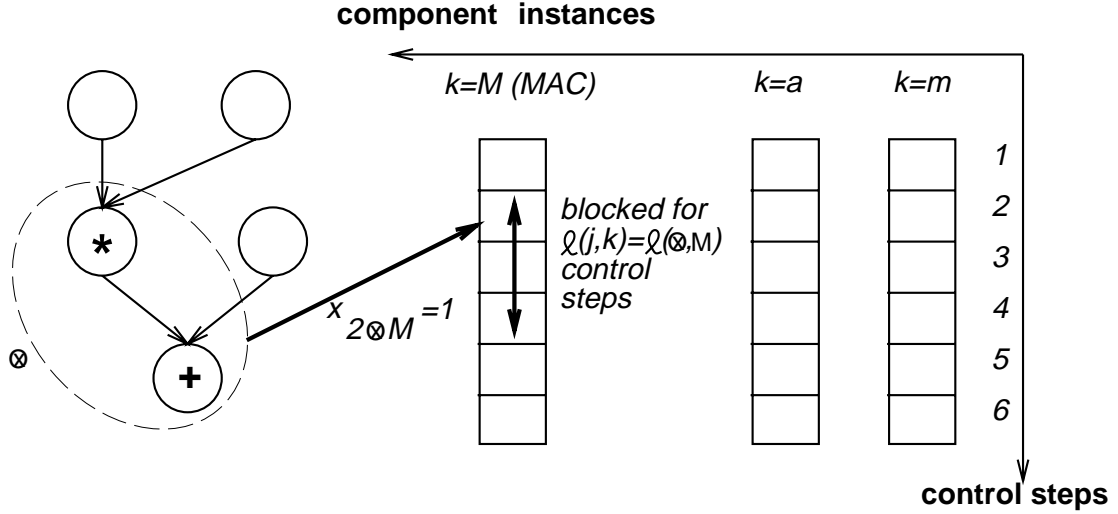 component instances
k=M (MAC)
k=a
k=m
*
+
⊗
x 2⊗M =1
blocked for
ℓ(j,k)=ℓ(⊗,M)
control
steps
1
2
3
4
5
6
control steps